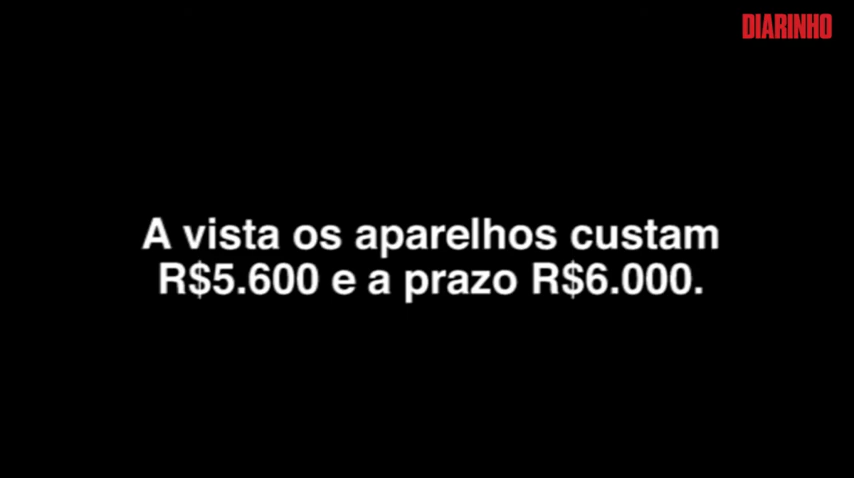 DIARINHO
A vista os aparelhos custam
R$5.600 e a prazo R$6.000.